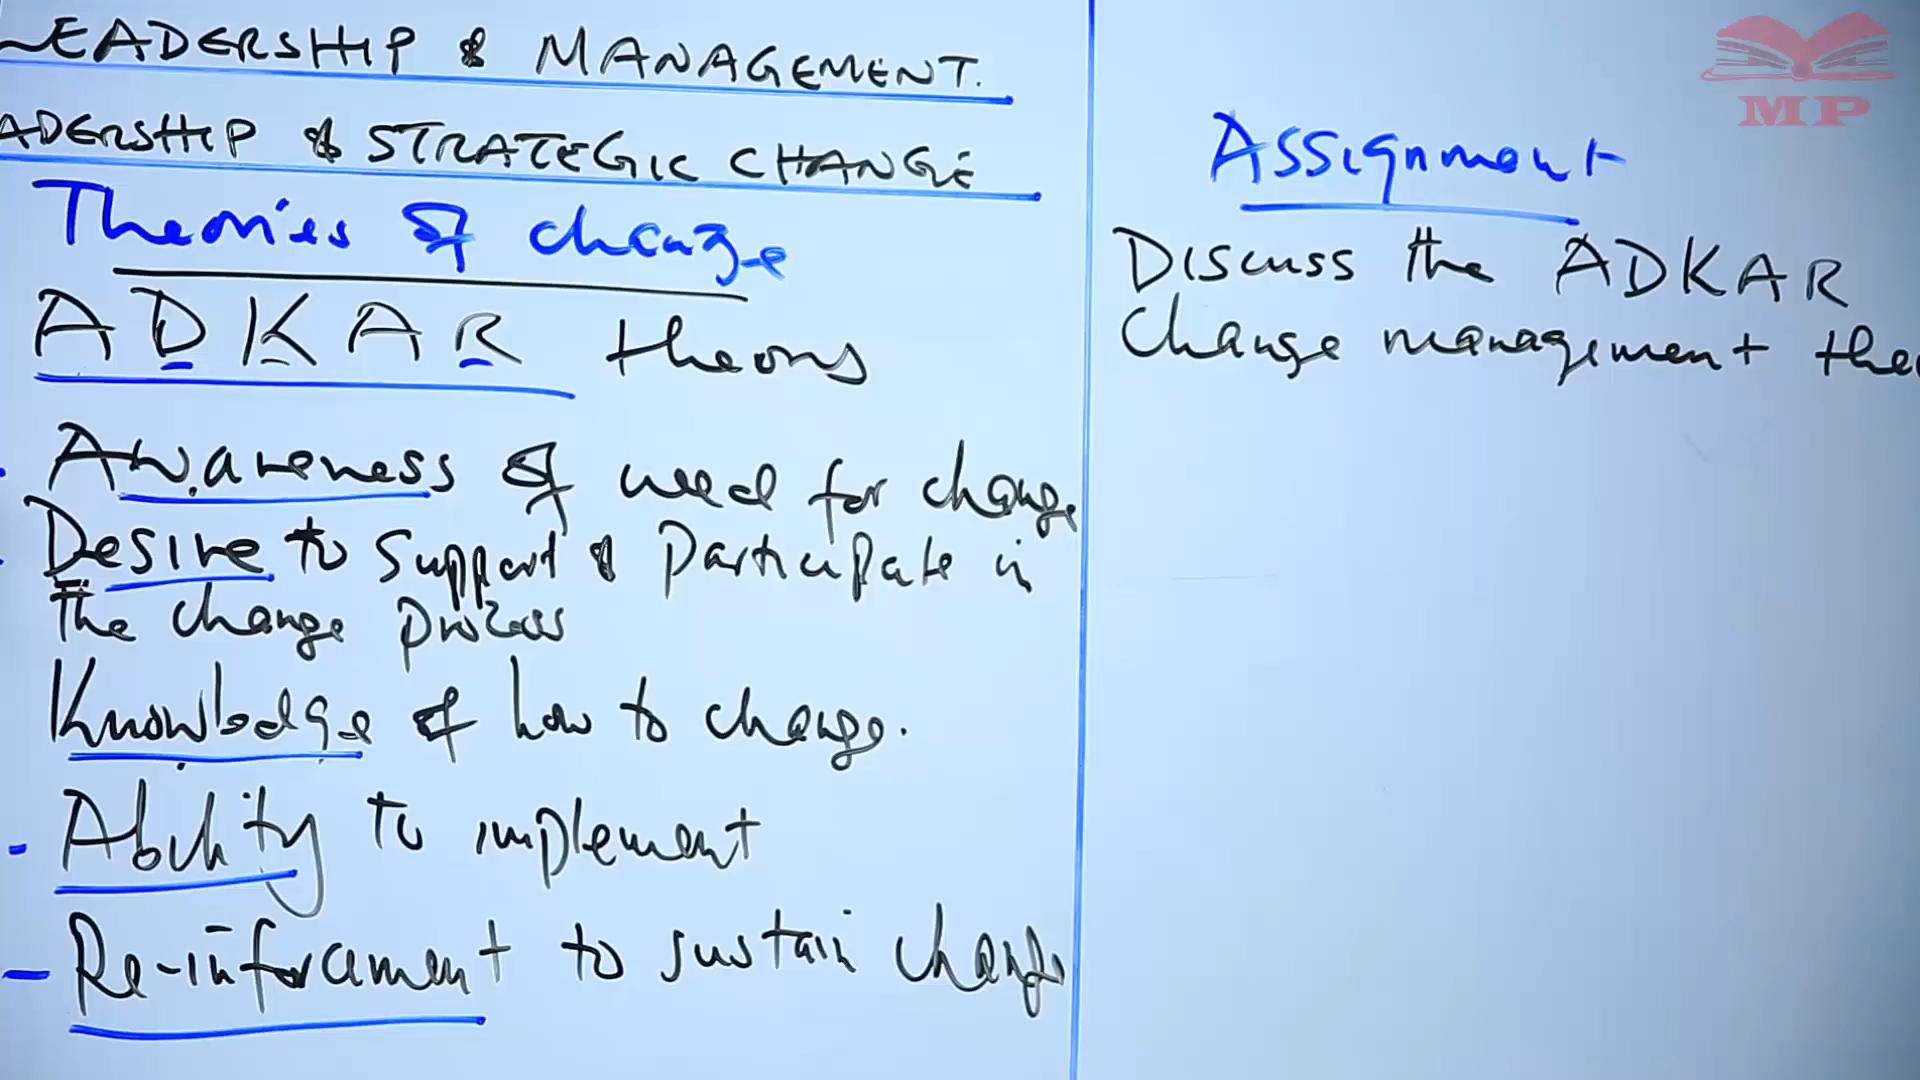 LEADERSHIP & MANAGEMENT.
ADERSHIP & STRATEGIC CHANGE
Theories of change
ADKAR theory
. Awareness of need for change
. Desire to support & participate in
The change process
Knowledge of how to change.
- Ability to implement
- Re-inforcement to sustain change
MP
Assignment
Discuss the ADKAR
Change management the